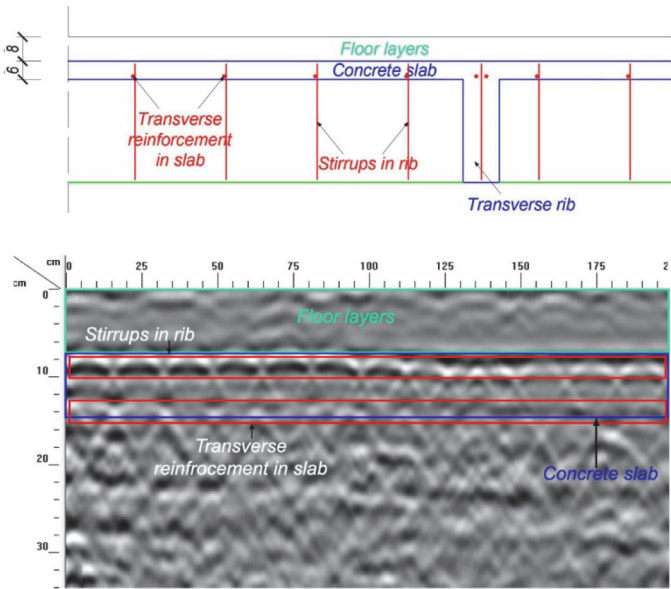 8
6
Floor layers
Concrete slab
Transverse
reinforcement
in slab
Stirrups in rib
Transverse rib
cm
0 25 50 75 100 125 150 175 2
cm
0
10
20
30
Floor layers
Stirrups in rib
Transverse
reinfrocement in slab
Concrete slab